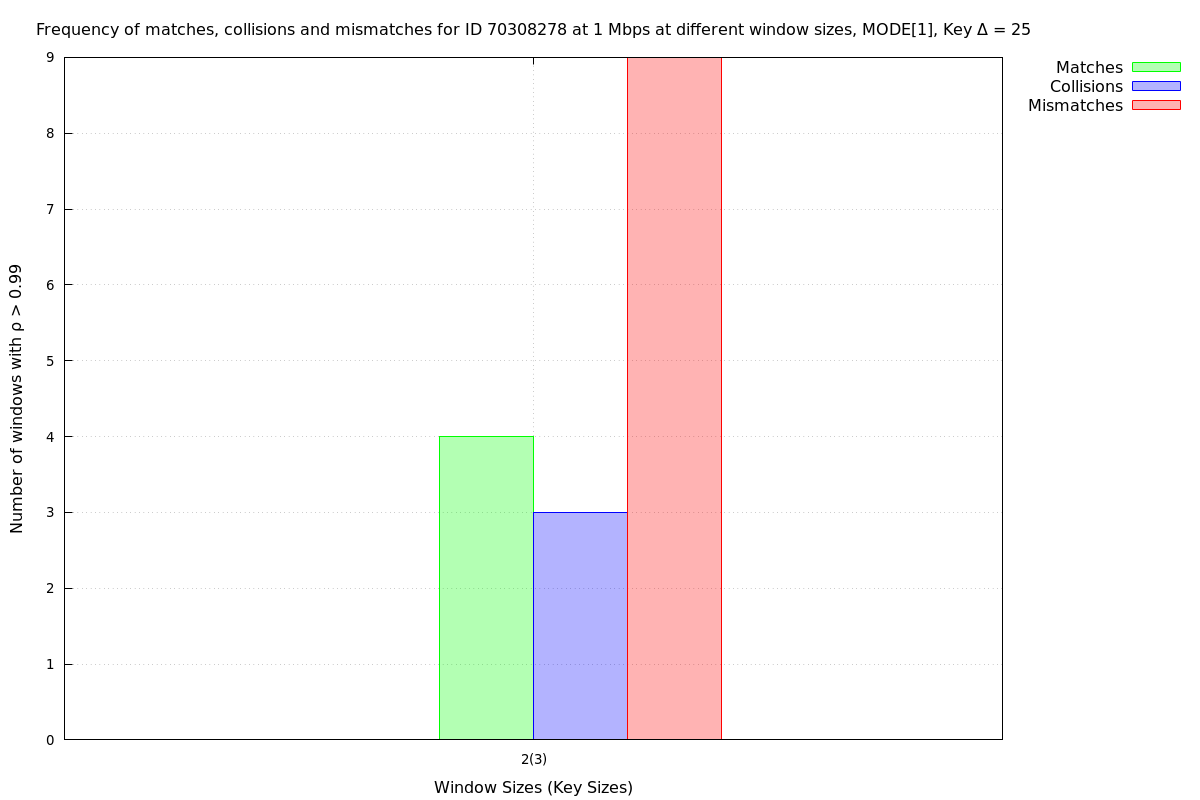 Frequency of matches, collisions and mismatches for ID 70308278 at 1 Mbps at different window sizes, MODE[1], Key Δ = 25
Matches
Collisions
Mismatches
Number of windows with ρ > 0.99
9
8
7
6
5
4
3
2
1
0
2(3)
Window Sizes (Key Sizes)